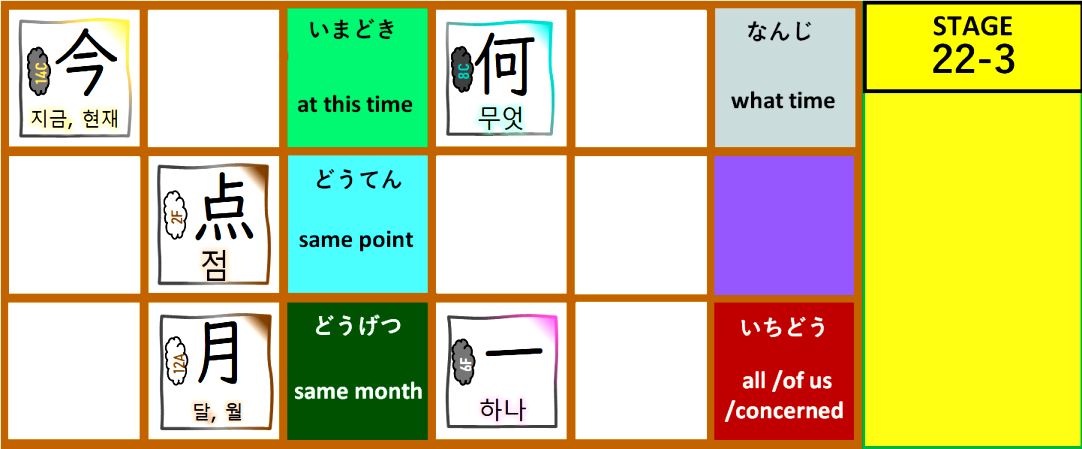 今
14C
지금, 현재
いまどき
at this time
何
8C
무엇
なんじ
what time
STAGE
22-3
点
2F
점
どうてん
same point
月
12A
달, 월
どうげつ
same month
一
6F
하나
いちどう
all /of us
/concerned